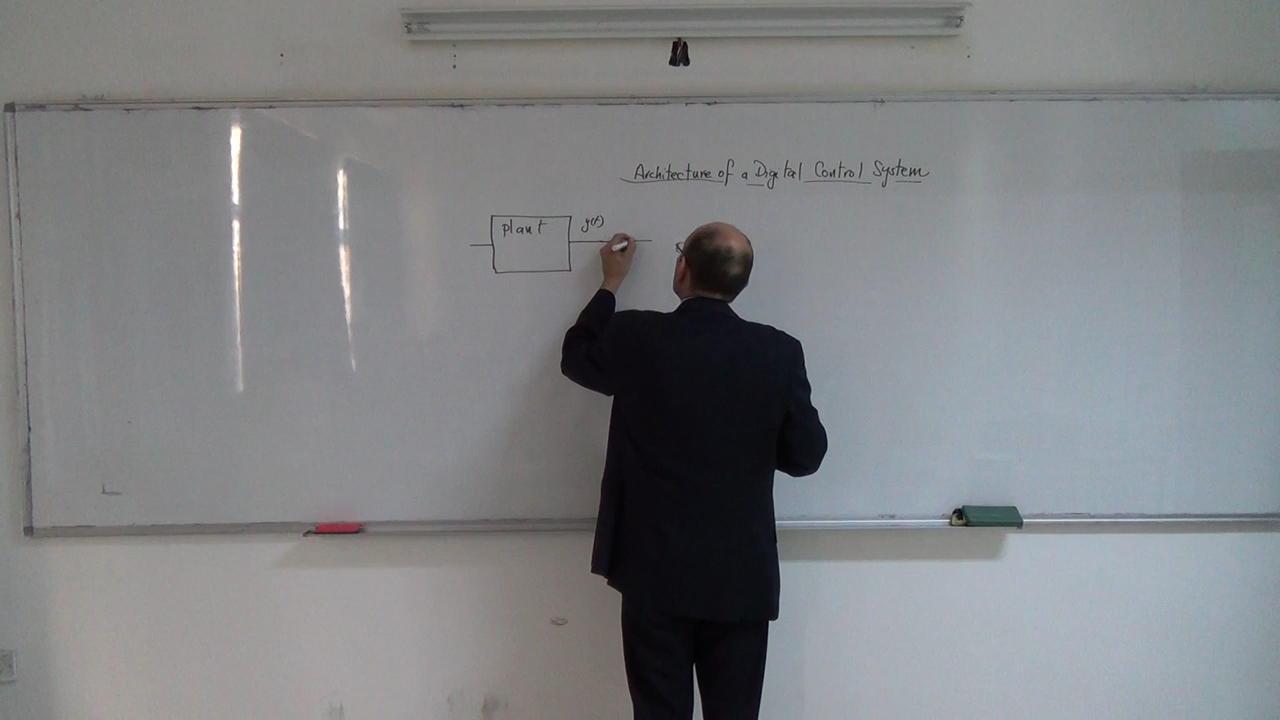 Architecture of a Digital Control System
plant y(t)